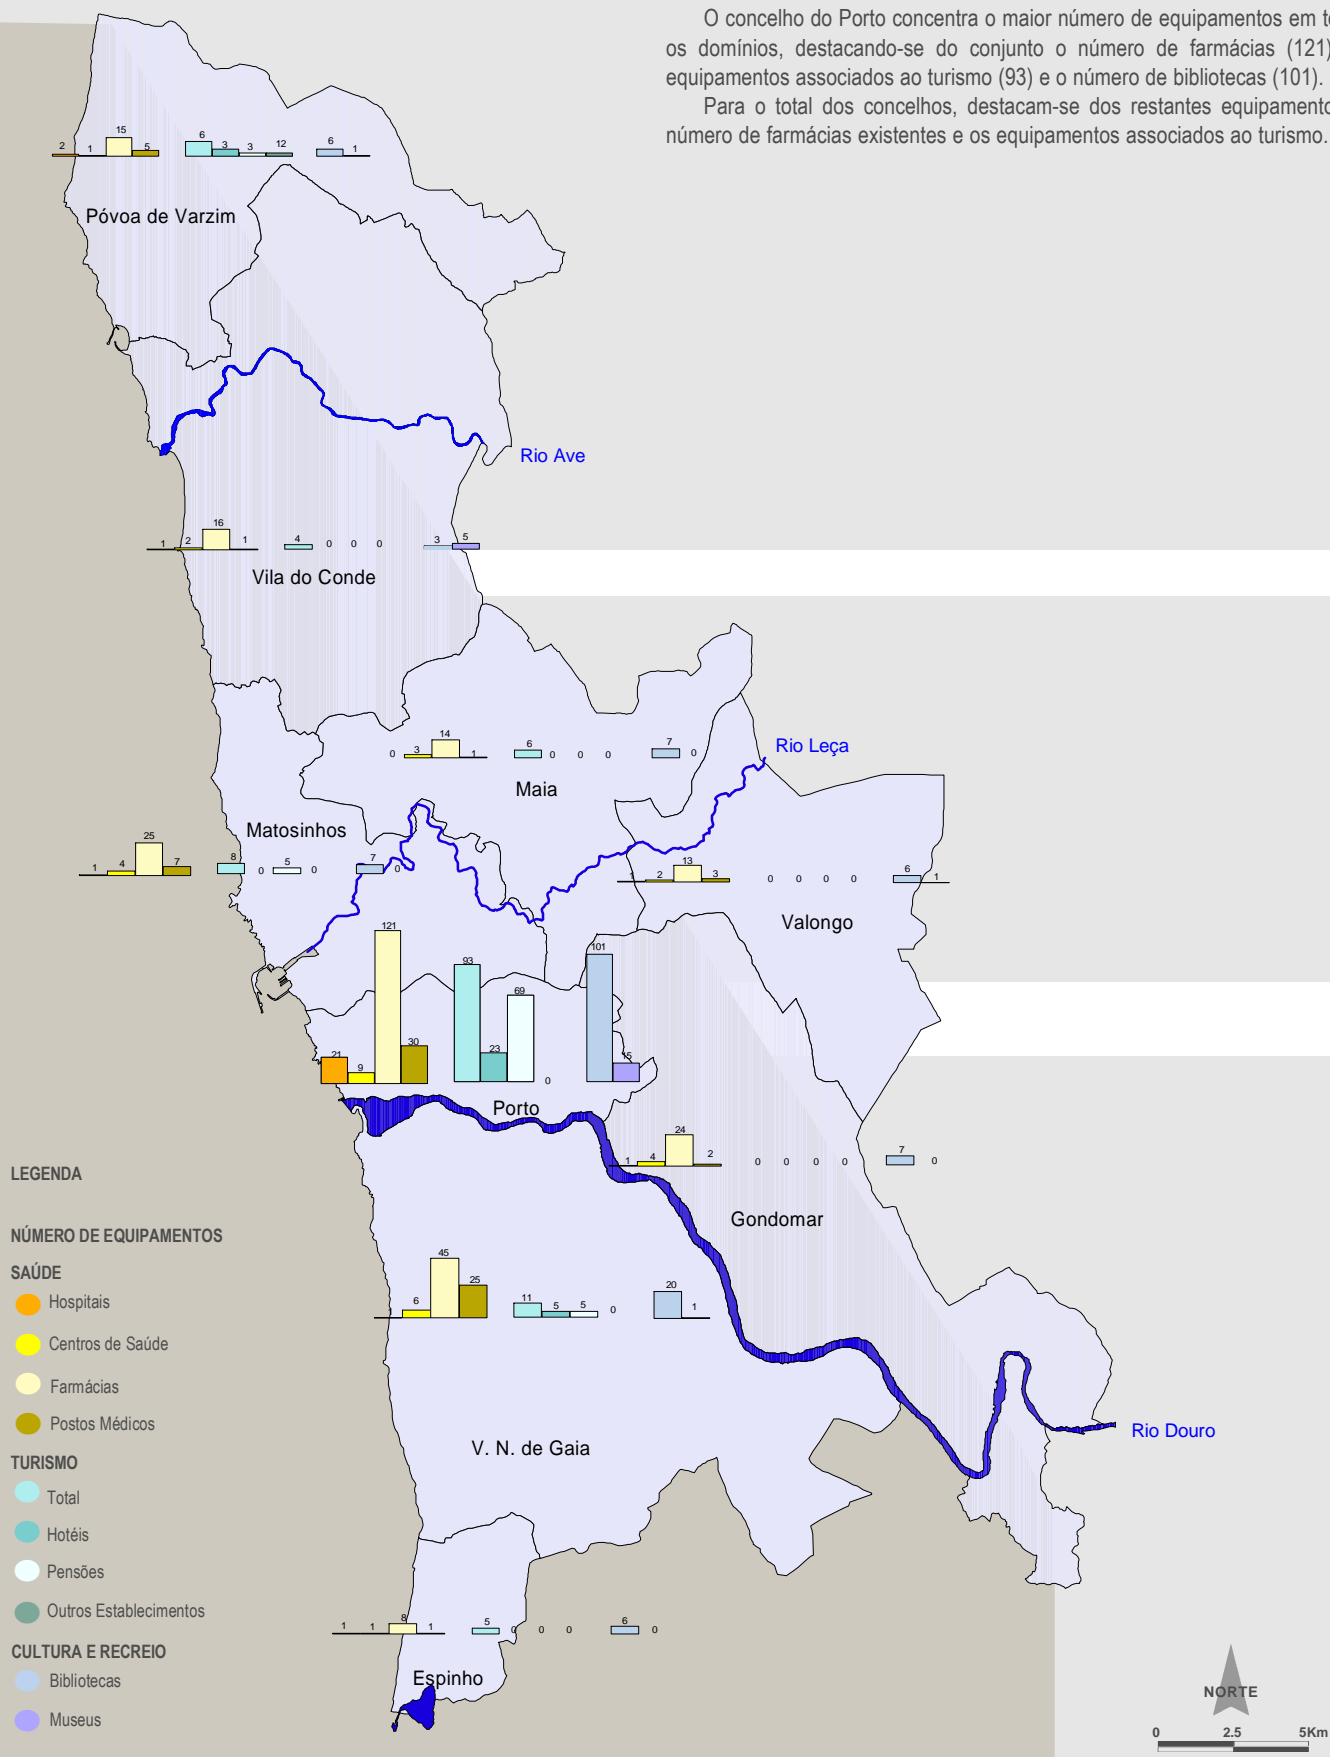 O concelho do Porto concentra o maior número de equipamentos em
os domínios, destacando-se do conjunto o número de farmácias (121)
equipamentos associados ao turismo (93) e o número de bibliotecas (101).
Para o total dos concelhos, destacam-se dos restantes
número de farmácias existentes e os equipamentos associados ao turismo.
2 1 15 5 6 3 3 12 6 1
Póvoa de Varzim
Rio Ave
1 2 16 1 4 0 0 0 3 5
Vila do Conde
0 3 14 1 6 0 0 0 7 0
Rio Leça
Maia
Matosinhos
1 4 25 7 8 0 5 0 7 0
1 2 13 3 0 0 0 0 6 1
Valongo
21 9 121 30 93 23 69 0 101 15
Porto
1 4 24 2 0 0 0 0 7 0
Gondomar
6 45 25 11 5 5 0 20 1
V. N. de Gaia
Rio Douro
1 1 8 1 5 0 0 0 6 0
Espinho
LEGENDA
NÚMERO DE EQUIPAMENTOS
SAÚDE
Hospitais
Centros de Saúde
Farmácias
Postos Médicos
TURISMO
Total
Hotéis
Pensões
Outros Establecimentos
CULTURA E RECREIO
Bibliotecas
Museus
NORTE
0 2.5 5Km